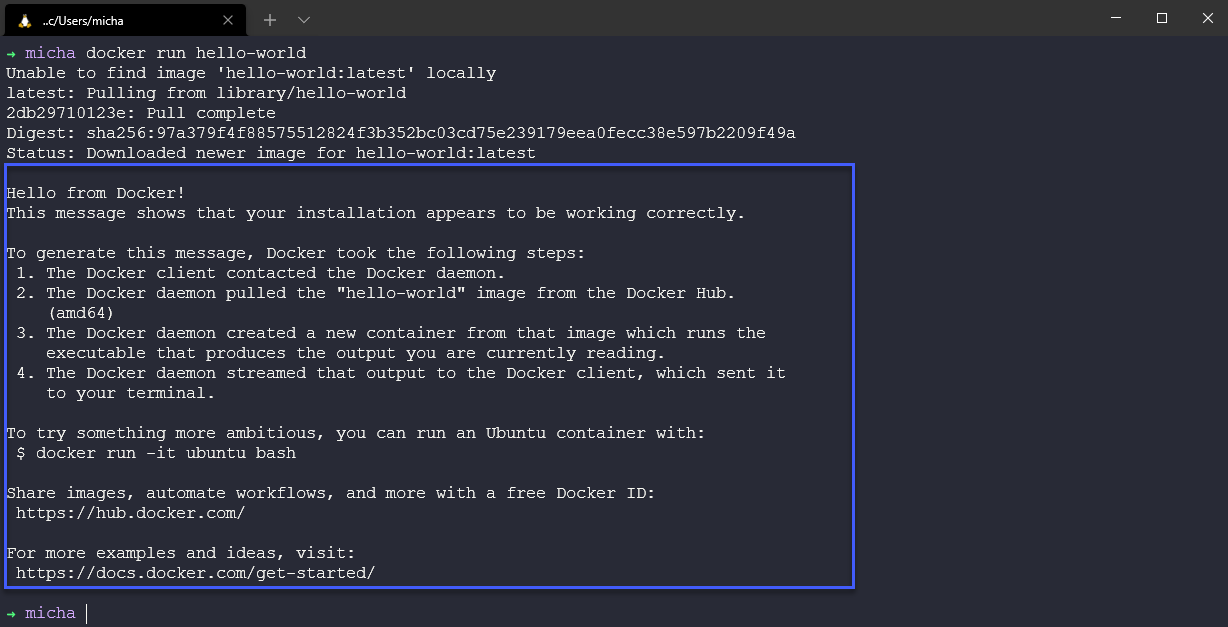 ..c/Users/micha
→ micha docker run hello-world
Unable to find image 'hello-world:latest' locally
latest: Pulling from library/hello-world
2db29710123e: Pull complete
Digest: sha256:97a379f4f88575512824f3b352bc03cd75e239179eea0fecc38e597b2209f49a
Status: Downloaded newer image for hello-world:latest
Hello from Docker!
This message shows that your installation appears to be working correctly.
To generate this message, Docker took the following steps:
1. The Docker client contacted the Docker daemon.
2. The Docker daemon pulled the "hello-world" image from the Docker Hub.
(amd64)
3. The Docker daemon created a new container from that image which runs the
executable that produces the output you are currently reading.
4. The Docker daemon streamed that output to the Docker client, which sent it
to your terminal.
To try something more ambitious, you can run an Ubuntu container with:
$ docker run -it ubuntu bash
Share images, automate workflows, and more with a free Docker ID:
https://hub.docker.com/
For more examples and ideas, visit:
https://docs.docker.com/get-started/
→ micha